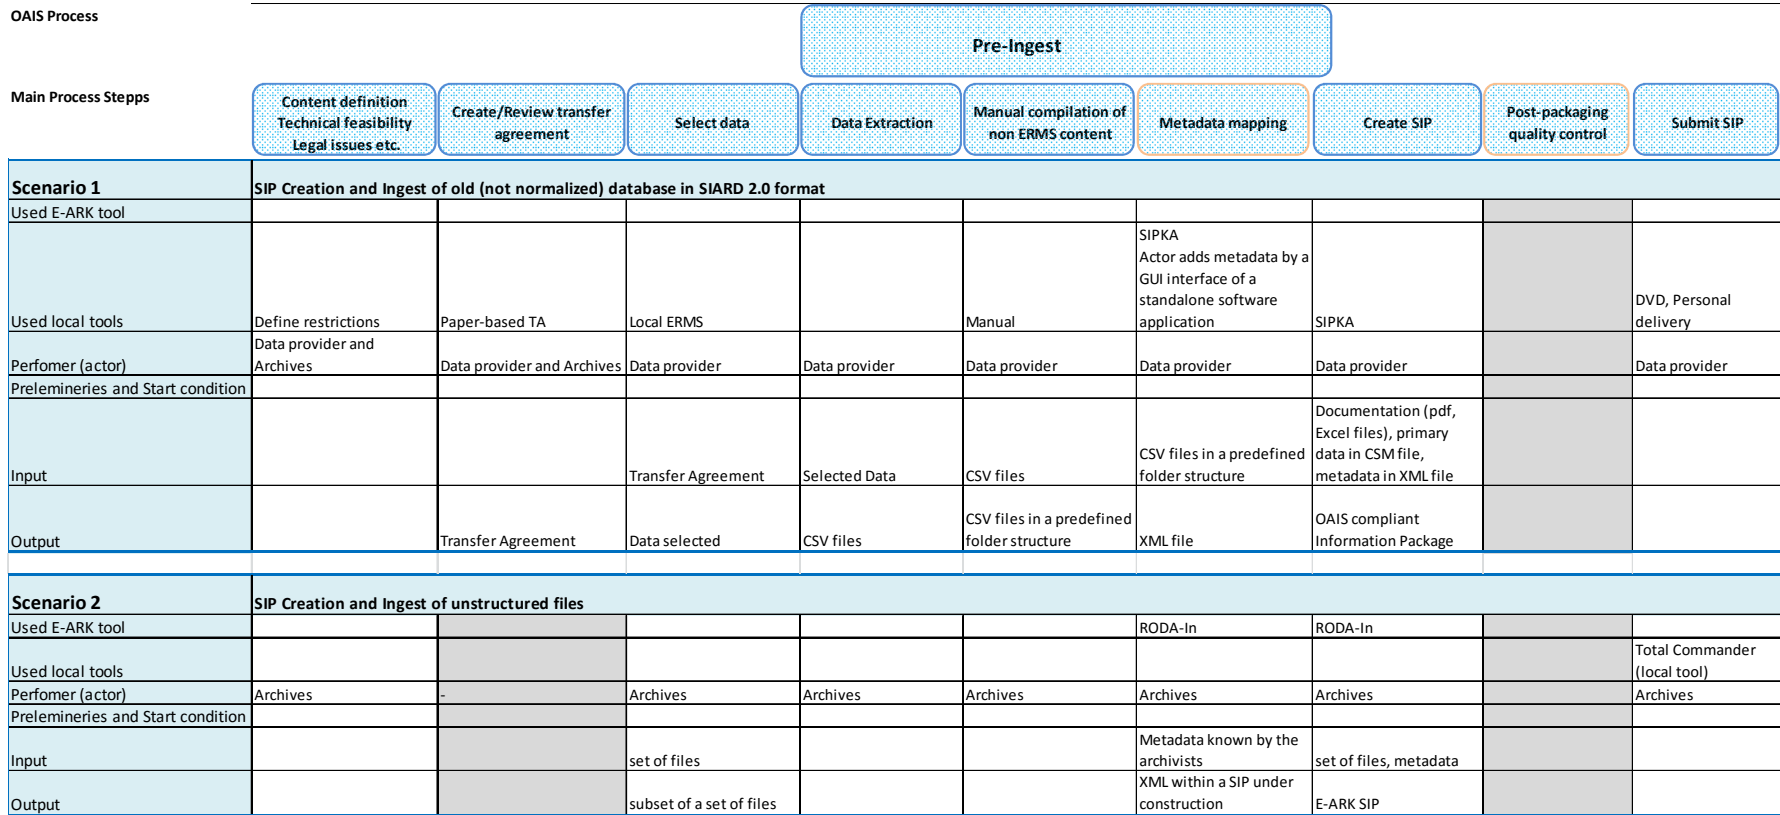 OAIS Process
Pre-Ingest
Main Process Stepps
Content definition
Technical feasibility
Legal issues etc.
Create/Review transfer
agreement
Select data
Data Extraction
Manual compilation of
non ERMS content
Metadata mapping
Create SIP
Post-packaging
quality control
Submit SIP
Scenario 1
SIP Creation and Ingest of old (not normalized) database in SIARD 2.0 format
Used E-ARK tool
Used local tools
Define restrictions
Paper-based TA
Local ERMS
Manual
SIPKA
Actor adds metadata by a
GUI interface of a
standalone software
application
SIPKA
DVD, Personal
delivery
Perfomer (actor)
Data provider and
Archives
Data provider and Archives
Data provider
Data provider
Data provider
Data provider
Data provider
Data provider
Prelemineries and Start condition
Input
Transfer Agreement
Selected Data
CSV files
CSV files in a predefined
folder structure
Documentation (pdf,
Excel files), primary
data in CSM file,
metadata in XML file
Output
Transfer Agreement
Data selected
CSV files
CSV files in a predefined
folder structure
XML file
OAIS compliant
Information Package
Scenario 2
SIP Creation and Ingest of unstructured files
Used E-ARK tool
RODA-In
RODA-In
Used local tools
Total Commander
(local tool)
Perfomer (actor)
Archives
-
Archives
Archives
Archives
Archives
Archives
Archives
Prelemineries and Start condition
Input
set of files
Metadata known by the
archivists
set of files, metadata
Output
subset of a set of files
XML within a SIP under
construction
E-ARK SIP